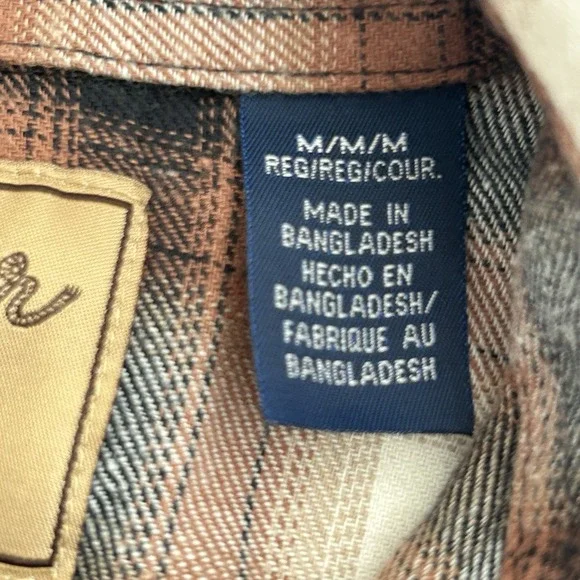 M/M/M
REG/REG/COUR.
MADE IN
BANGLADESH
HECHO EN
BANGLADESH/
FABRIQUE AU
BANGLADESH